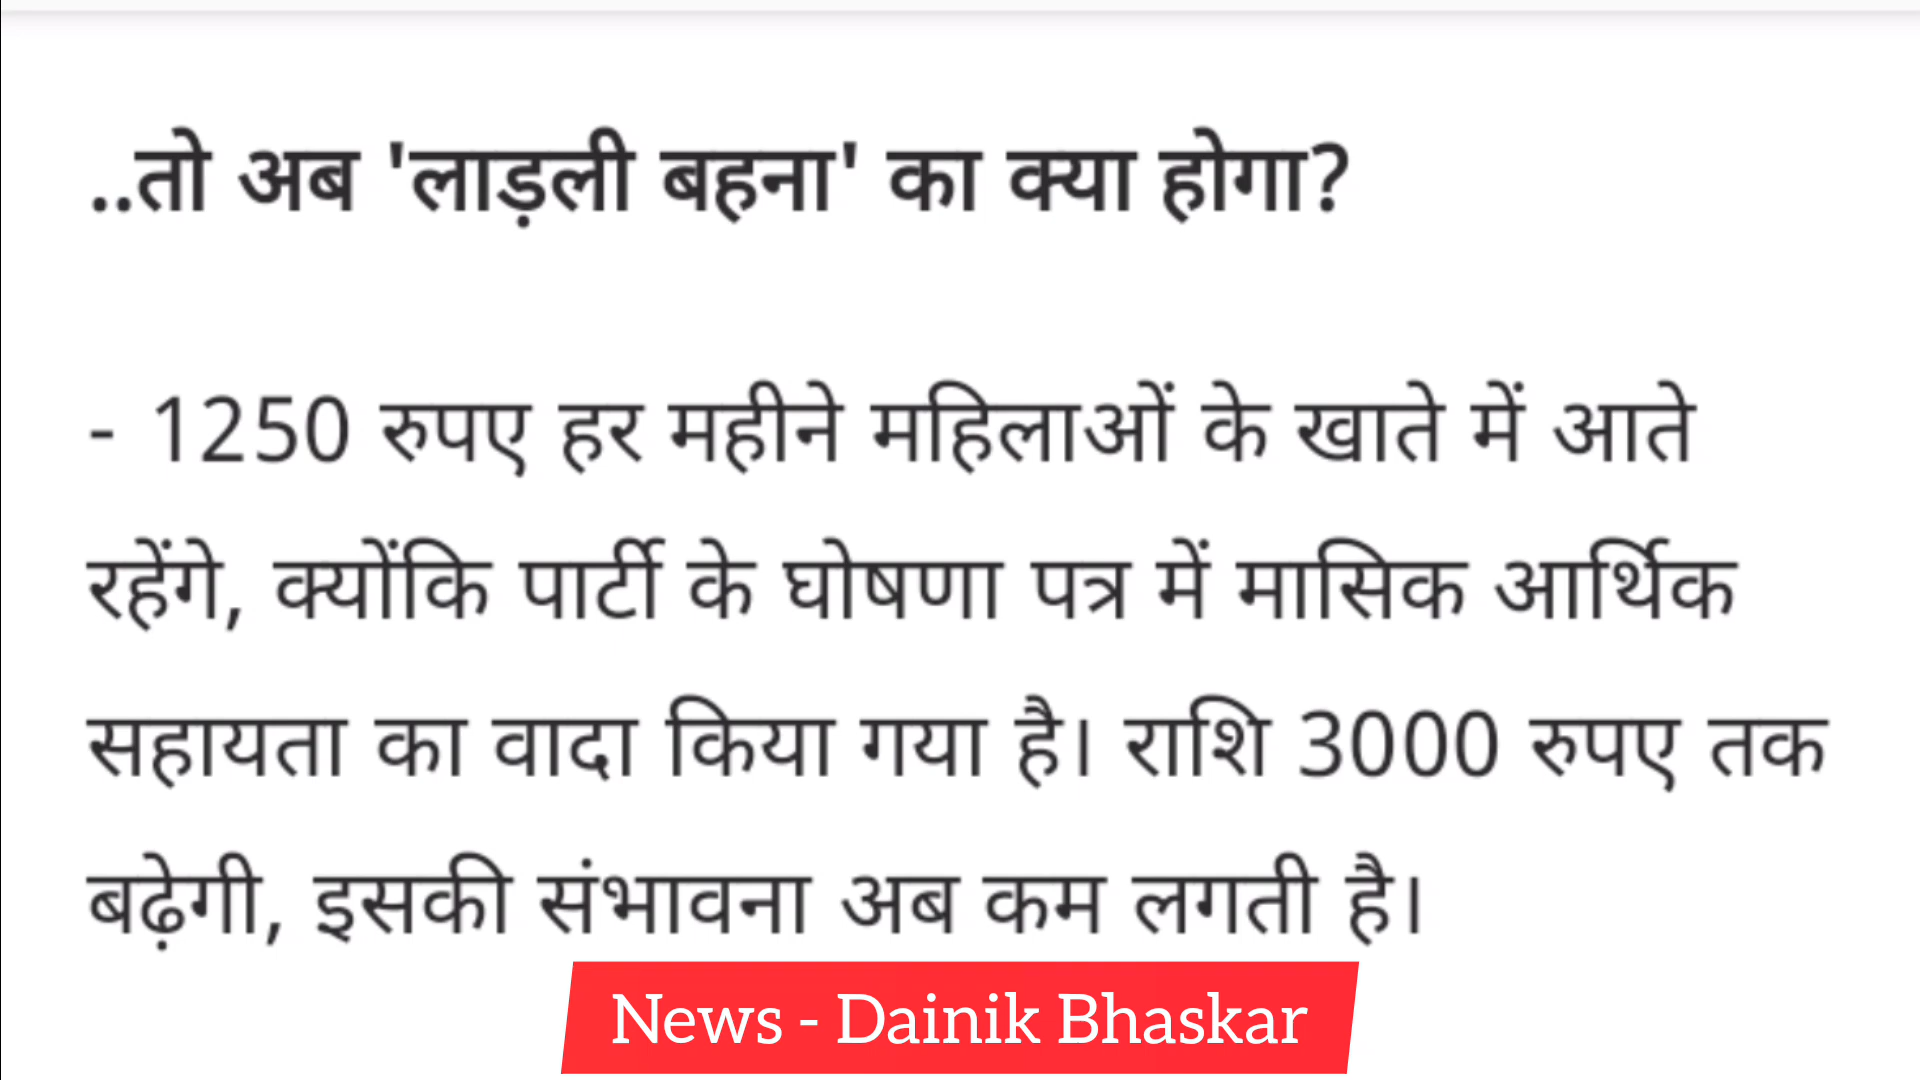 ..तो अब 'लाड़ली बहना' का क्या होगा?
- 1250 रुपए हर महीने महिलाओं के खाते में आते
रहेंगे, क्योंकि पार्टी के घोषणा पत्र में मासिक आर्थिक
सहायता का वादा किया गया है। राशि 3000 रुपए तक
बढ़ेगी, इसकी संभावना अब कम लगती है।
News - Dainik Bhaskar